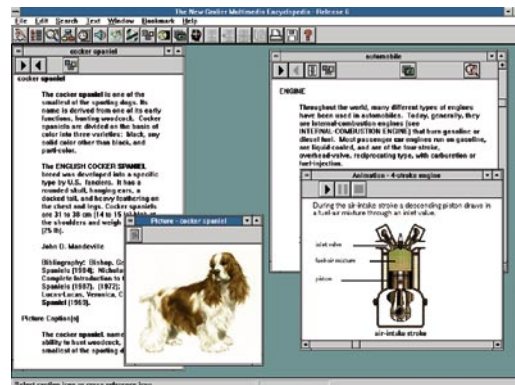 The New Grolier Multimedia Encyclopedia - Release 6
File Edit Search Text Window Bookmark Help
cocker spaniel
cocker spaniel
The cocker spaniel is one of the
smallest of the sporting dogs. Its
name is derived from one of its early
functions, hunting woodcock. Cocker
spaniels are divided on the basis of
color into three varieties: black, any
solid color other than black, and
parti-color.
The ENGLISH COCKER SPANIEL
breed was developed into a specific
type by U.S. fanciers. It has a
rounded skull, hanging ears, a
docked tail, and heavy feathering on
the chest and legs. Cocker spaniels
are 31 to 38 cm (14 to 15 in) high at
the shoulders and weigh
(25 lb).
John D. Mandeville
Bibliography: Bishop, Gr
Spaniels (1984); Nichola
Complete Introduction to
Spaniels (1987). (1972);
Lucas-Lucas, Veronica, C
Spaniel (1969).
Picture Caption(s)
The cocker spaniel, name
ability to hunt woodcock,
smallest of the sporting d
Picture - cocker spaniel
automobile
ENGINE
Throughout the world, many different types of engines
have been used in automobiles. Today, generally, they
are internal-combustion engines (see
INTERNAL-COMBUSTION ENGINE) that burn gasoline or
diesel fuel. Most passenger car engines run on gasoline,
are liquid-cooled, and are of the four-stroke,
overhead-valve, reciprocating type, with carburetion or
fuel-injection.
Animation - 4-stroke engine
During the air-intake stroke a descending piston draws in
a fuel-air mixture through an inlet valve.
inlet valve
fuel-air mixture
piston
air-intake stroke